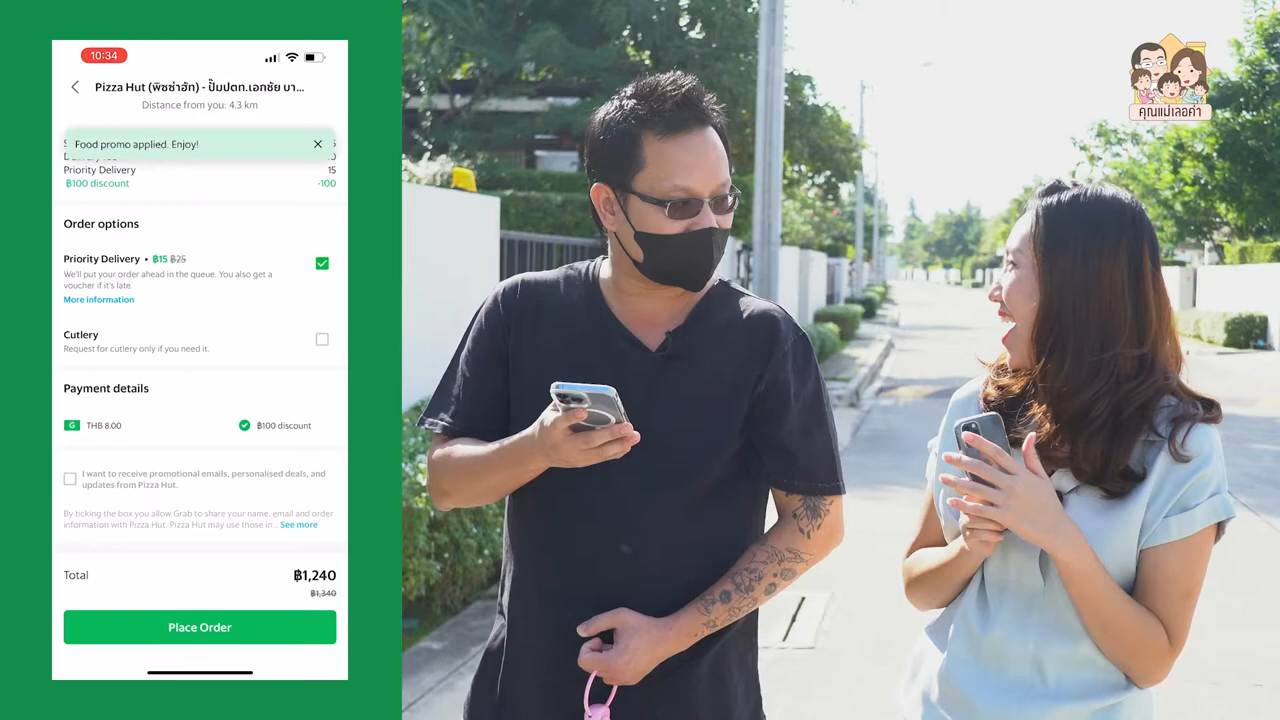 10:34
Pizza Hut (พิซซ่าฮัท) - ปั๊มปตท.เอกชัย บา...
Distance from you: 4.3 km
Food promo applied. Enjoy! X
Priority Delivery 15
฿100 discount -100
Order options
Priority Delivery • ฿15 ฿25
We'll put your order ahead in the queue. You also get a
voucher if it's late.
More information
Cutlery
Request for cutlery only if you need it.
Payment details
G THB 8.00 ฿100 discount
I want to receive promotional emails, personalised deals, and
updates from Pizza Hut.
By ticking the box you allow Grab to share your name, email and order
information with Pizza Hut. Pizza Hut may use those in... See more
Total ฿1,240
฿1,340
Place Order
คุณแม่เลอค่า